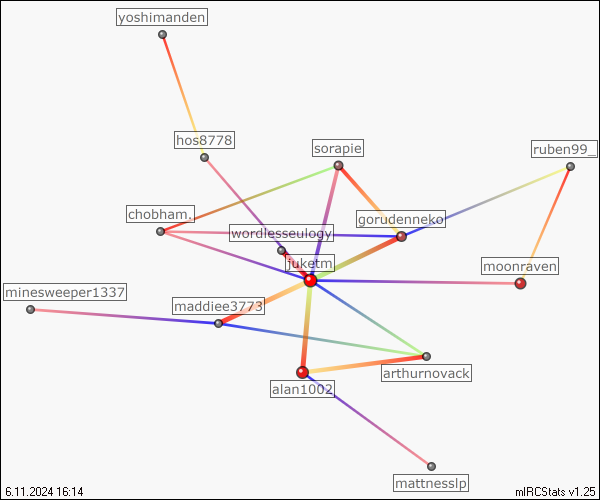 yoshimanden
hos8778
sorapie
ruben99_
chobham.
gorudenneko
wordlesseulogy
juketm
moonraven
minesweeper1337
maddiee3773
arthurnovack
alan1002
mattnesslp
6.11.2024 16:14
mIRCStats v1.25